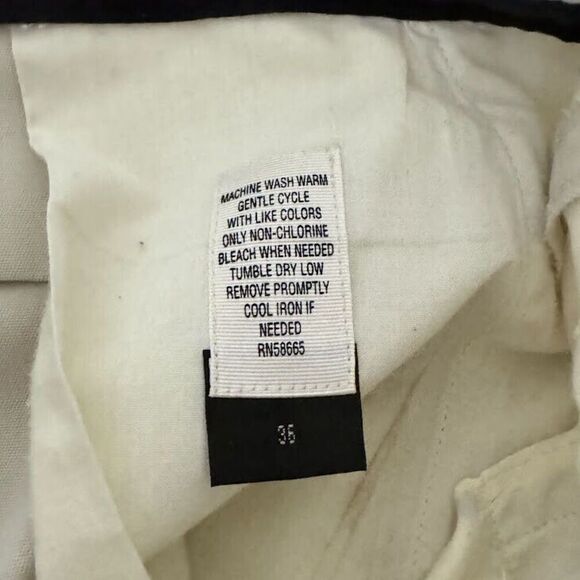 MACHINE WASH WARM
GENTLE CYCLE
WITH LIKE COLORS
ONLY NON-CHLORINE
BLEACH WHEN NEEDED
TUMBLE DRY LOW
REMOVE PROMPTLY
COOL IRON IF
NEEDED
RN58665
36